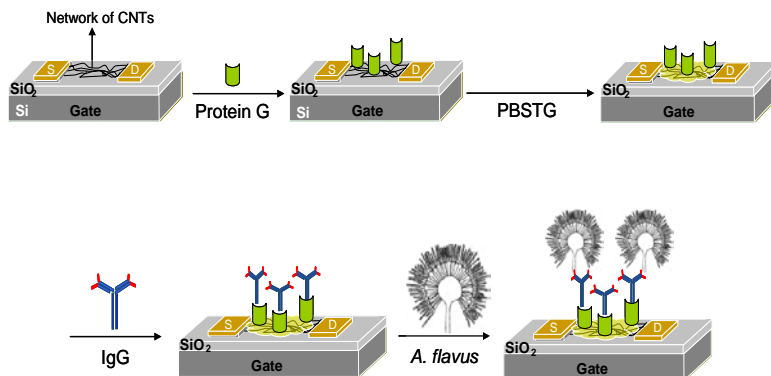 Network of CNTs
S D
SiO2
Si Gate
Protein G
S D
SiO2
Si Gate
PBSTG
S D
SiO2
Gate
IgG
S D
SiO2
Gate
A. flavus
S D
SiO2
Gate